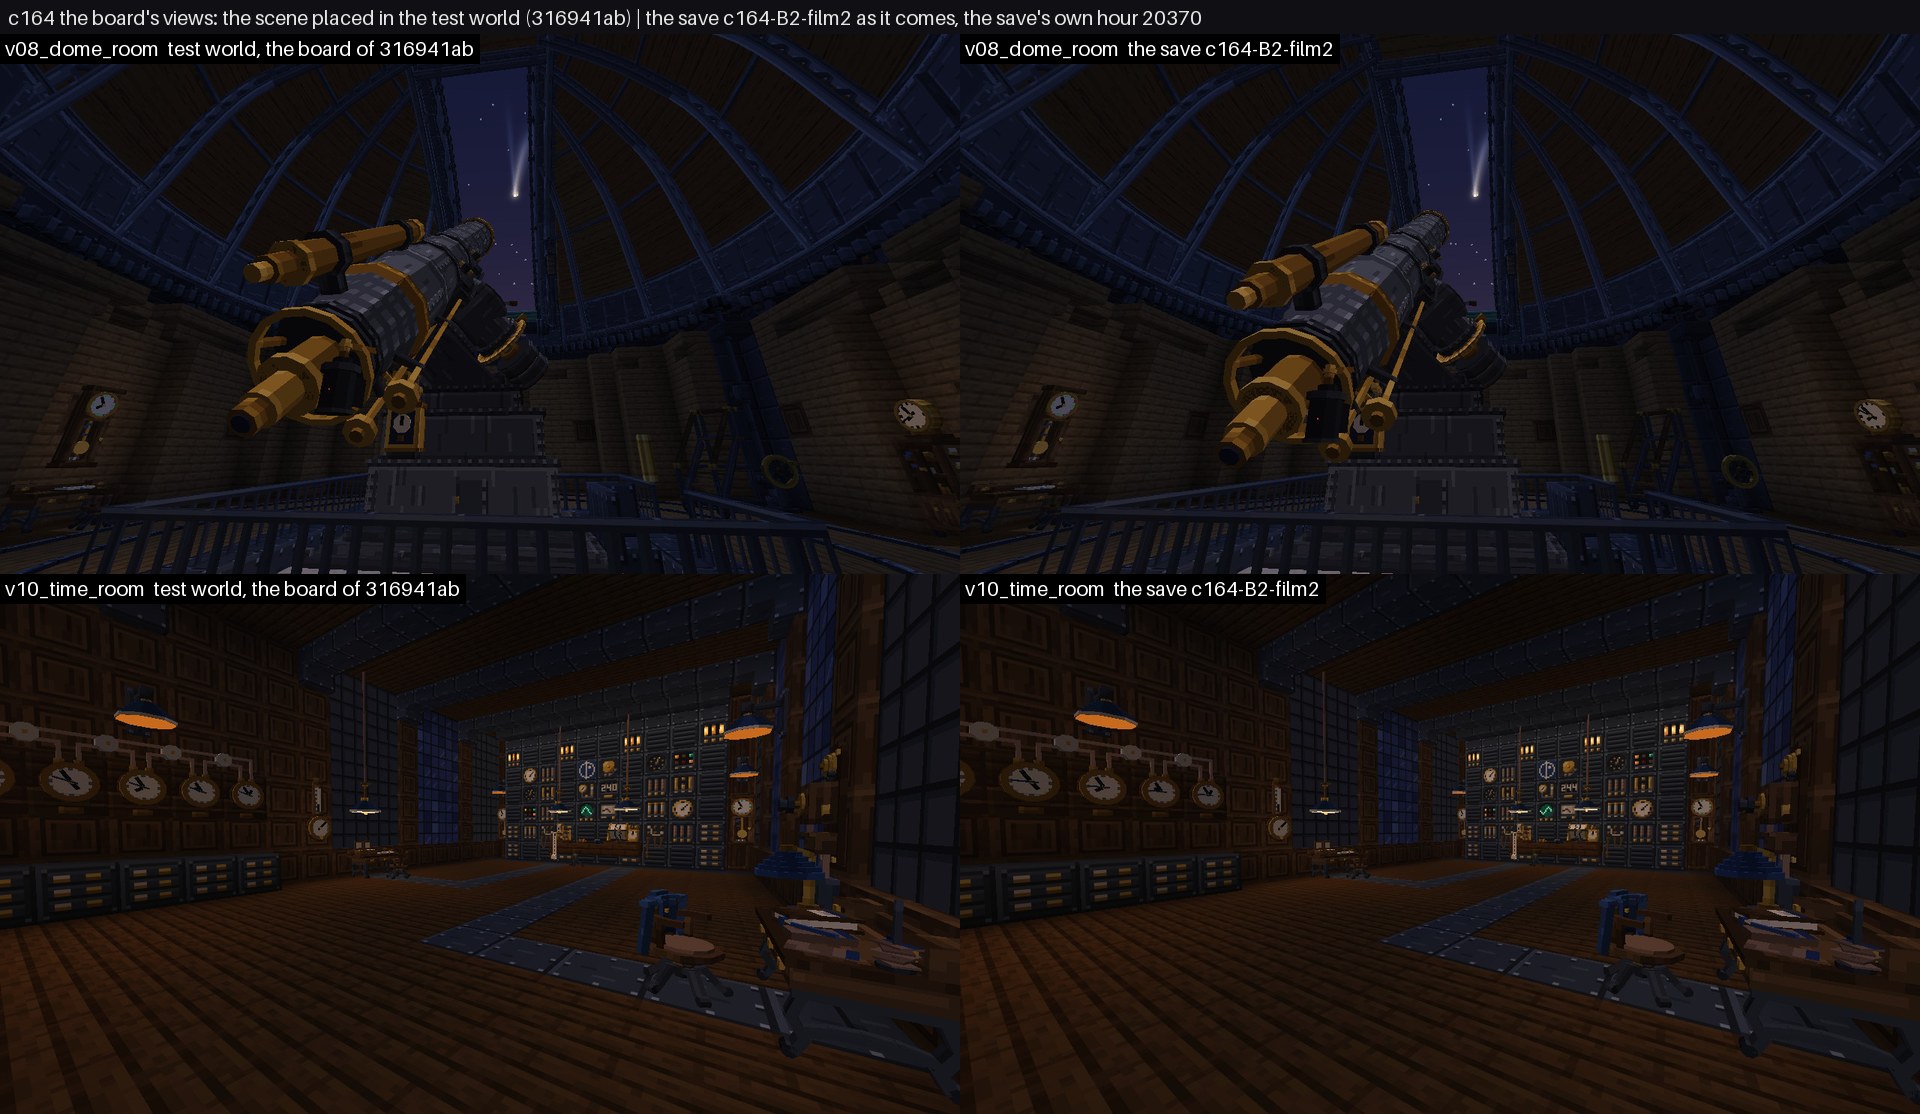 c164 the board's views: the scene placed in the test world (316941ab) | the save c164-B2-film2 as it comes, the save's own hour 20370
v08_dome_room test world, the board of 316941ab
v08_dome_room the save c164-B2-film2
v10_time_room test world, the board of 316941ab
v10_time_room the save c164-B2-film2
240
244